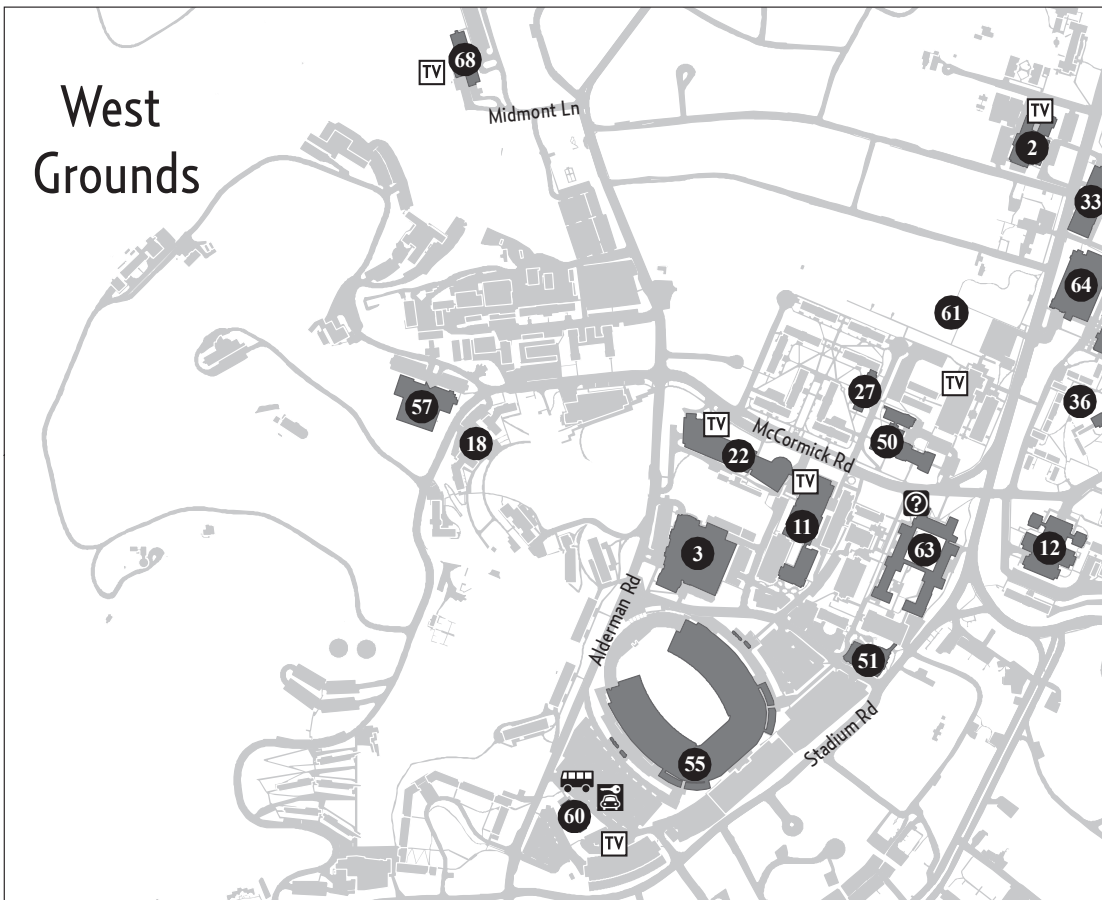 West
Grounds
68
TV
Midmont Ln
TV
2
33
64
61
TV
27
36
57
18
TV
22
McCormick Rd
50
TV
11
?
63
12
3
Alderman Rd
51
Stadium Rd
55
60
TV